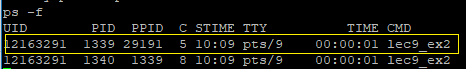 ps -f
UID PID PPID C STIME TTY TIME CMD
12163291 1339 29191 5 10:09 pts/9 00:00:01 lec9_ex2
12163291 1340 1339 8 10:09 pts/9 00:00:01 lec9_ex2